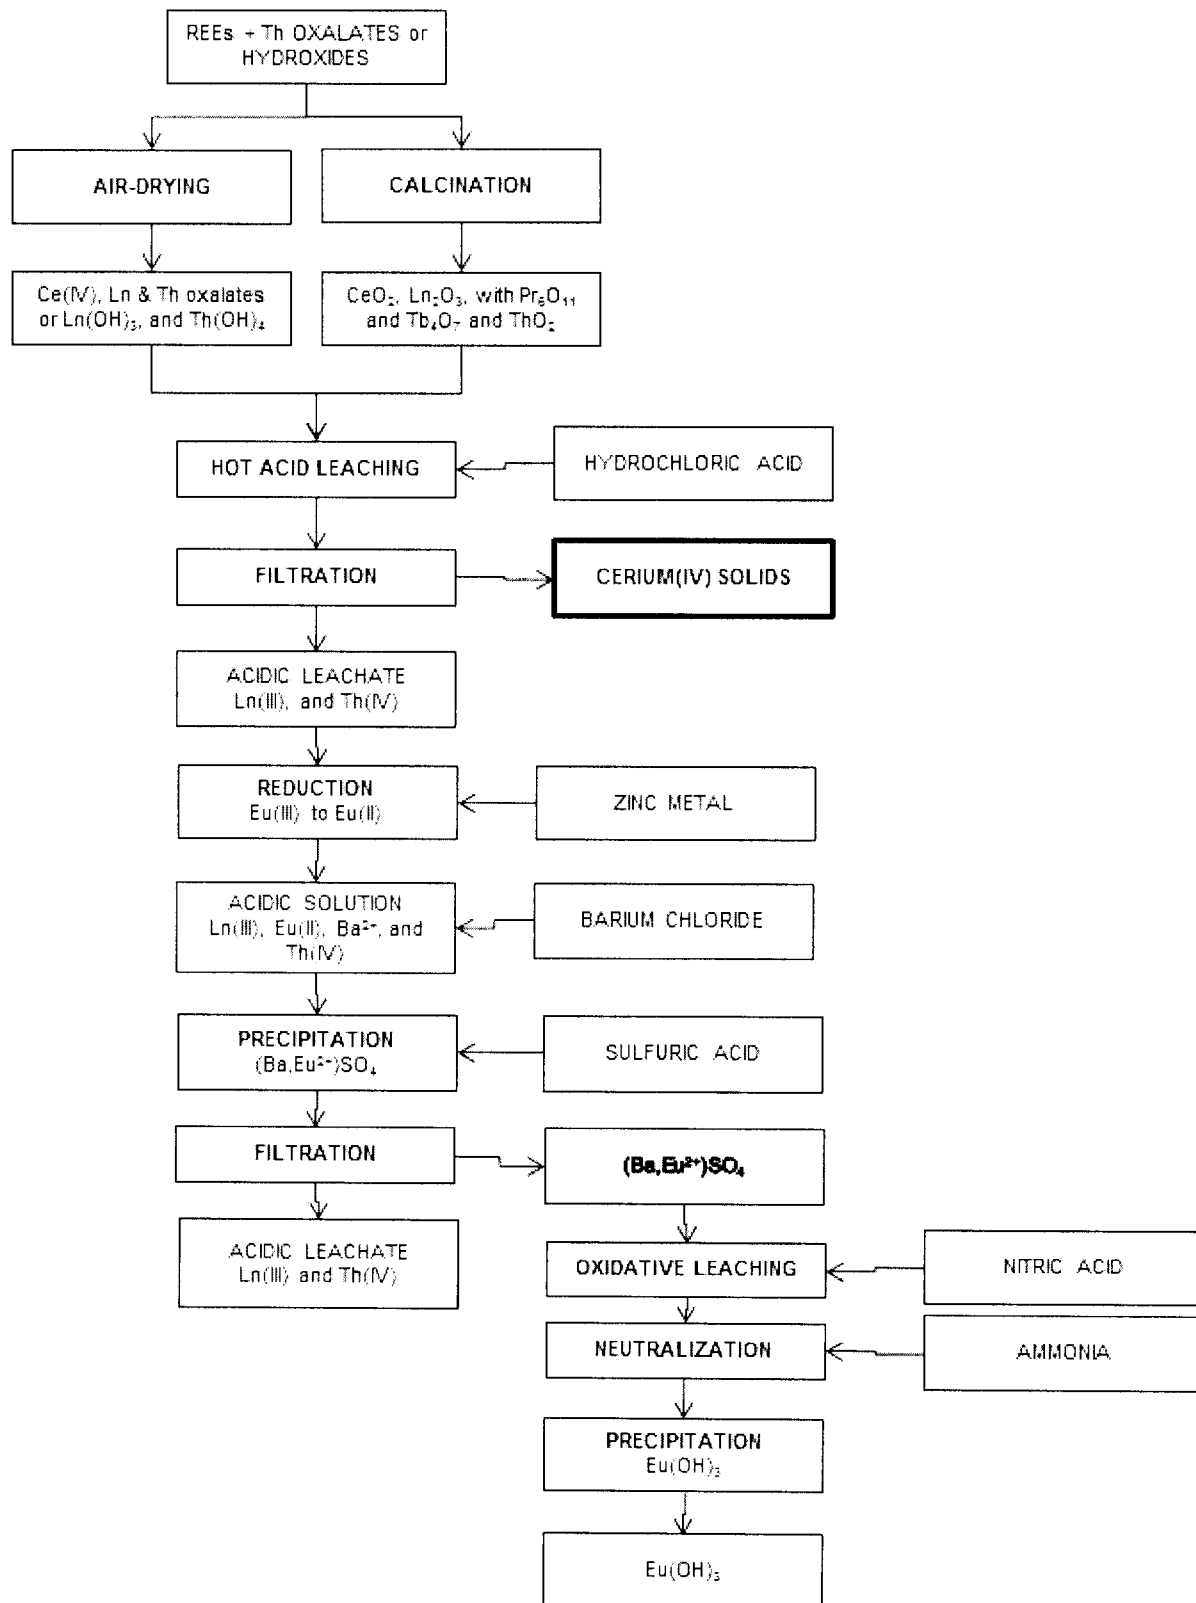 REEs + Th OXALATES or
HYDROXIDES
AIR-DRYING
CALCINATION
Ce(IV), Ln & Th oxalates
or Ln(OH)₃, and Th(OH)₄
CeO₂, Ln₂O₃, with Pr₆O₁₁
and Tb₄O₇ and ThO₂
HOT ACID LEACHING
HYDROCHLORIC ACID
FILTRATION
CERIUM(IV) SOLIDS
ACIDIC LEACHATE
Ln(III), and Th(IV)
REDUCTION
Eu(III) to Eu(II)
ZINC METAL
ACIDIC SOLUTION
Ln(III), Eu(II), Ba²⁺, and
Th(IV)
BARIUM CHLORIDE
PRECIPITATION
(Ba,Eu²⁺)SO₄
SULFURIC ACID
FILTRATION
(Ba,Eu²⁺)SO₄
ACIDIC LEACHATE
Ln(III) and Th(IV)
OXIDATIVE LEACHING
NITRIC ACID
NEUTRALIZATION
AMMONIA
PRECIPITATION
Eu(OH)₃
Eu(OH)₃